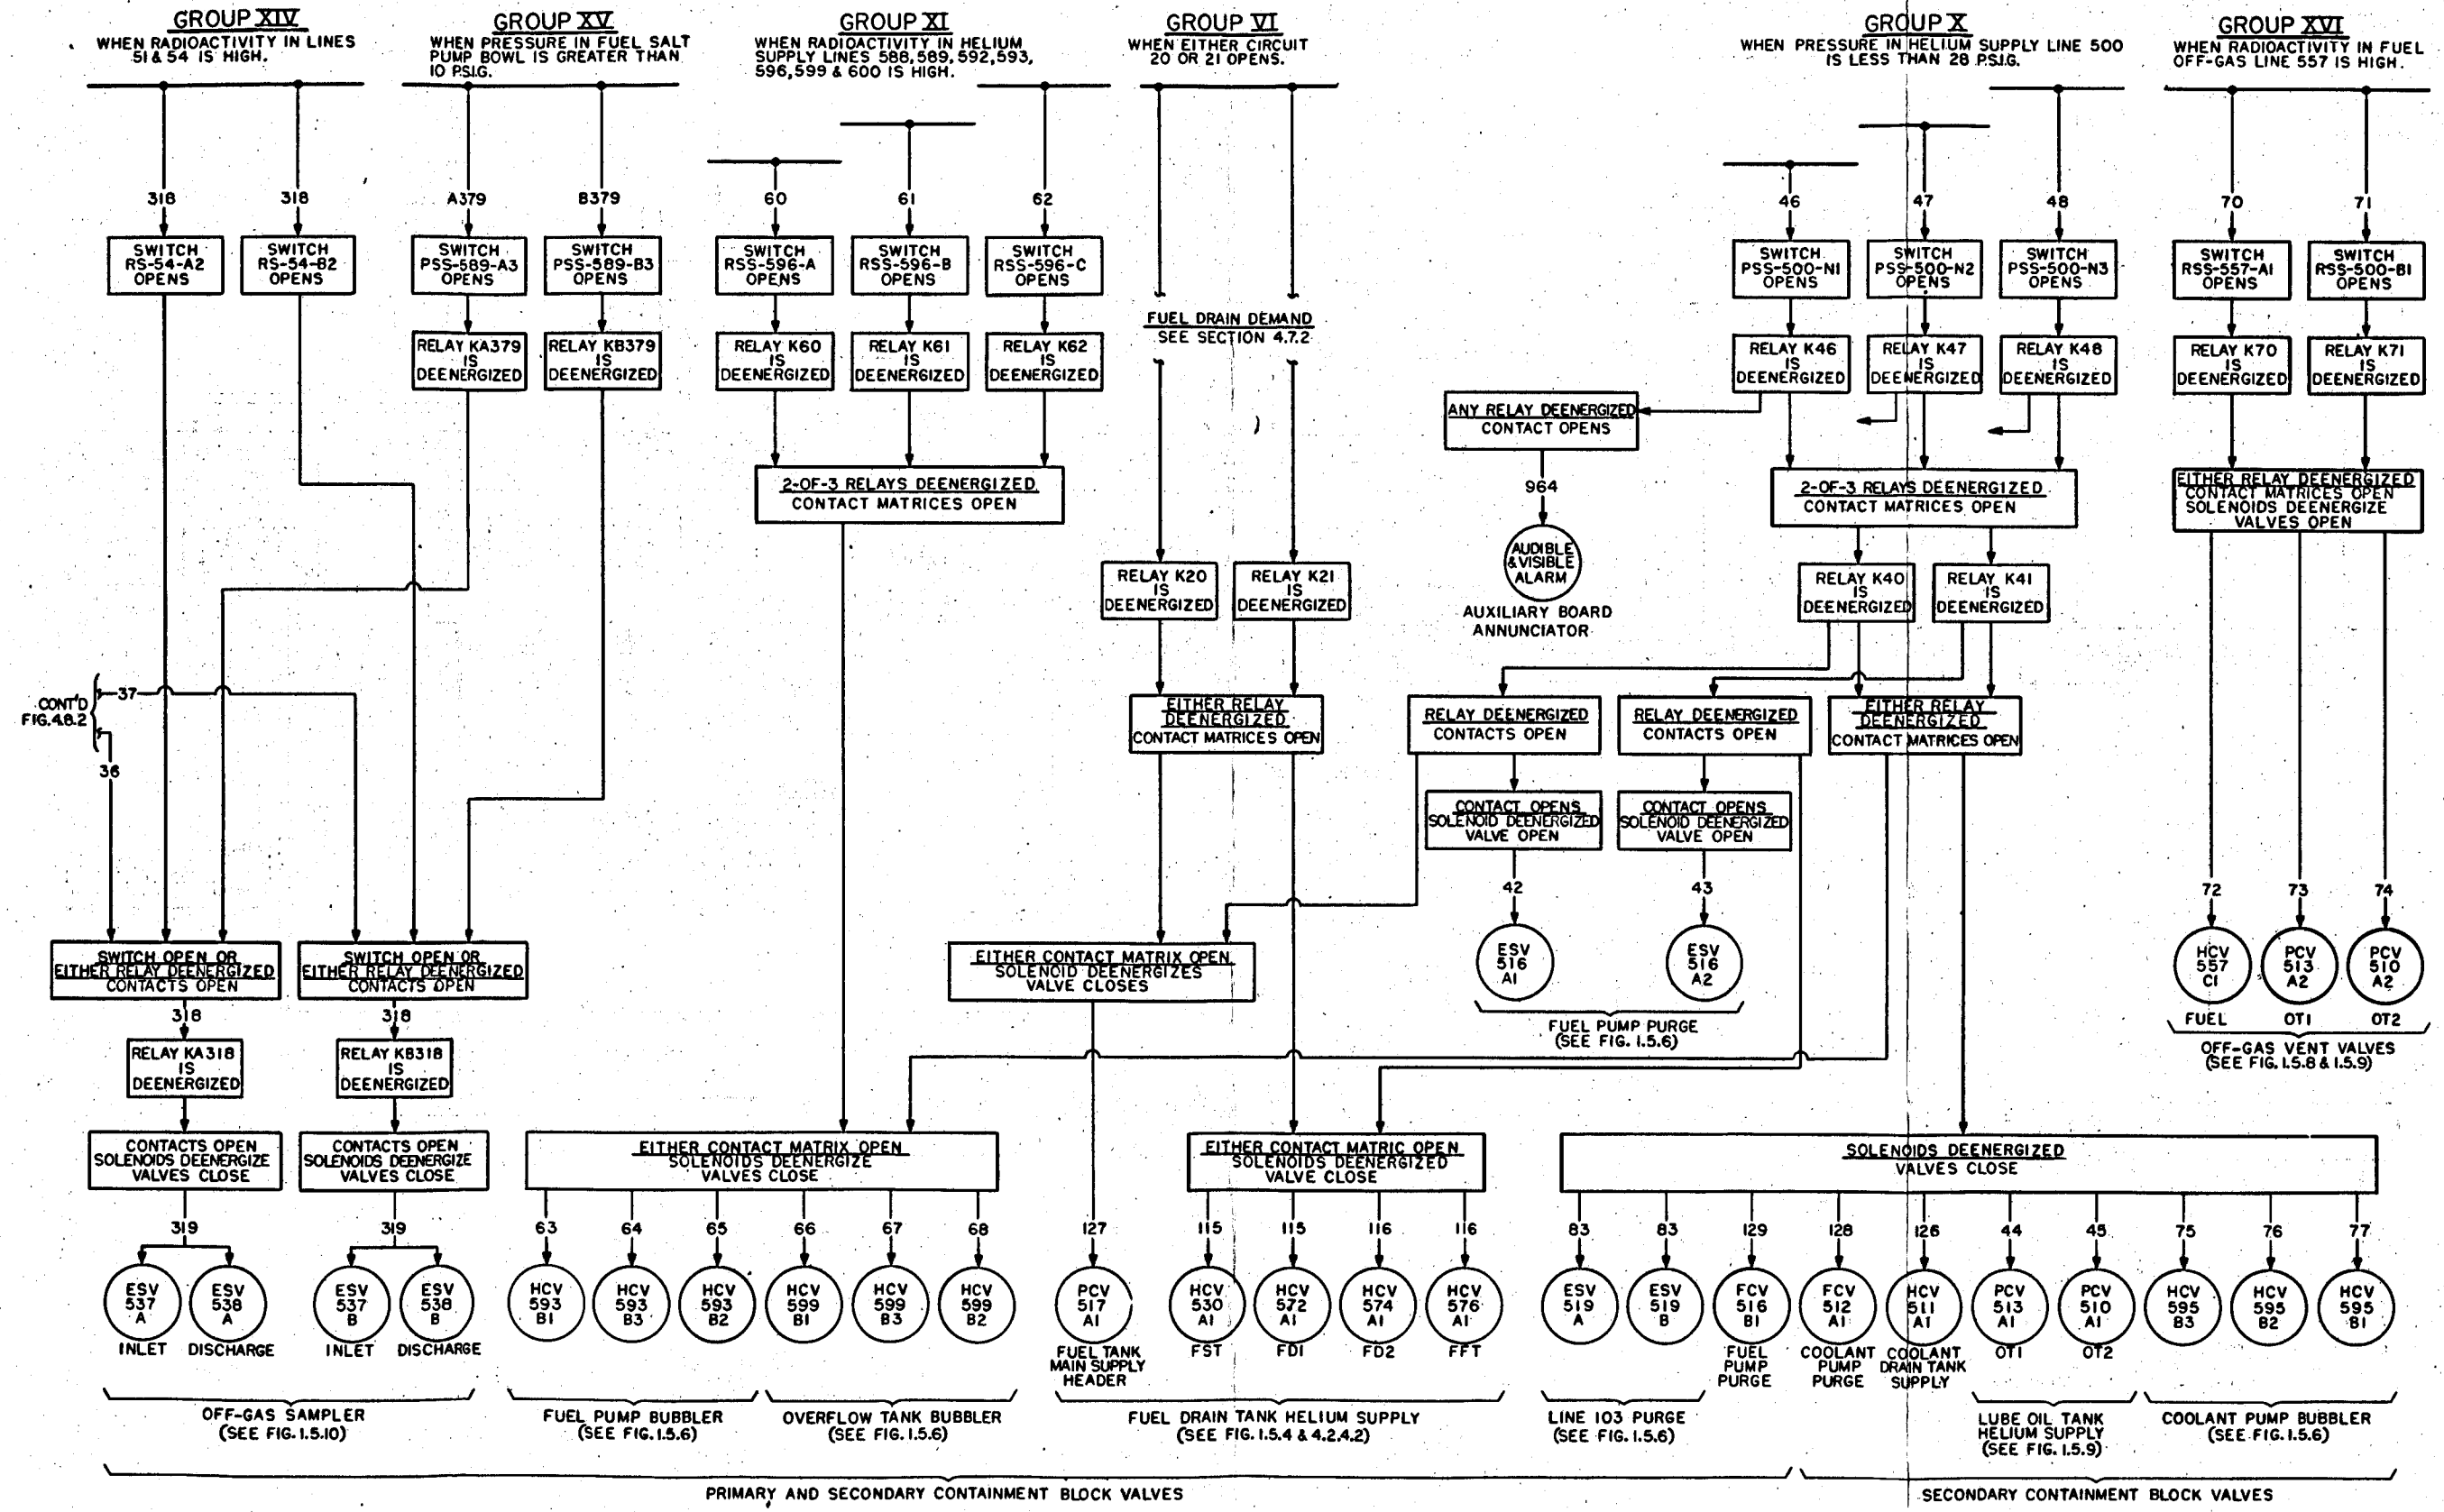 GROUP XIV
WHEN RADIOACTIVITY IN LINES
51 & 54 IS HIGH.
GROUP XV
WHEN PRESSURE IN FUEL SALT
PUMP BOWL IS GREATER THAN
10 P.S.I.G.
GROUP XI
WHEN RADIOACTIVITY IN HELIUM
SUPPLY LINES 588,589,592,593,
596,599 & 600 IS HIGH.
GROUP VI
WHEN EITHER CIRCUIT
20 OR 21 OPENS.
GROUP X
WHEN PRESSURE IN HELIUM SUPPLY LINE 500
IS LESS THAN 28 P.S.I.G.
GROUP XVI
WHEN RADIOACTIVITY IN FUEL
OFF-GAS LINE 557 IS HIGH.
318
318
A379
B379
60
61
62
46
47
48
70
71
SWITCH
RS-54-A2
OPENS
SWITCH
RS-54-B2
OPENS
SWITCH
PSS-589-A3
OPENS
SWITCH
PSS-589-B3
OPENS
SWITCH
RSS-596-A
OPENS
SWITCH
RSS-596-B
OPENS
SWITCH
RSS-596-C
OPENS
SWITCH
PSS-500-N1
OPENS
SWITCH
PSS-500-N2
OPENS
SWITCH
PSS-500-N3
OPENS
SWITCH
RSS-557-A1
OPENS
SWITCH
RSS-500-B1
OPENS
FUEL DRAIN DEMAND
SEE SECTION 4.7.2
RELAY KA379
IS
DEENERGIZED
RELAY KB379
IS
DEENERGIZED
RELAY K60
IS
DEENERGIZED
RELAY K61
IS
DEENERGIZED
RELAY K62
IS
DEENERGIZED
RELAY K46
IS
DEENERGIZED
RELAY K47
IS
DEENERGIZED
RELAY K48
IS
DEENERGIZED
RELAY K70
IS
DEENERGIZED
RELAY K71
IS
DEENERGIZED
ANY RELAY DEENERGIZED
CONTACT OPENS
2-OF-3 RELAYS DEENERGIZED
CONTACT MATRICES OPEN
964
2-OF-3 RELAYS DEENERGIZED
CONTACT MATRICES OPEN
EITHER RELAY DEENERGIZED
CONTACT MATRICES OPEN
SOLENOIDS DEENERGIZE
VALVES OPEN
AUDIBLE
& VISIBLE
ALARM
AUXILIARY BOARD
ANNUNCIATOR
RELAY K20
IS
DEENERGIZED
RELAY K21
IS
DEENERGIZED
RELAY K40
IS
DEENERGIZED
RELAY K41
IS
DEENERGIZED
CONT'D
FIG.4.8.2
37
36
EITHER RELAY
DEENERGIZED
CONTACT MATRICES OPEN
RELAY DEENERGIZED
CONTACTS OPEN
RELAY DEENERGIZED
CONTACTS OPEN
EITHER RELAY
DEENERGIZED
CONTACT MATRICES OPEN
CONTACT OPENS
SOLENOID DEENERGIZED
VALVE OPEN
CONTACT OPENS
SOLENOID DEENERGIZED
VALVE OPEN
42
43
72
73
74
SWITCH OPEN OR
EITHER RELAY DEENERGIZED
CONTACTS OPEN
SWITCH OPEN OR
EITHER RELAY DEENERGIZED
CONTACTS OPEN
EITHER CONTACT MATRIX OPEN
SOLENOID DEENERGIZES
VALVE CLOSES
ESV
516
A1
ESV
516
A2
HCV
557
C1
PCV
513
A2
PCV
510
A2
FUEL
OT1
OT2
FUEL PUMP PURGE
(SEE FIG. 1.5.6)
OFF-GAS VENT VALVES
(SEE FIG. 1.5.8 & 1.5.9)
318
318
RELAY KA318
IS
DEENERGIZED
RELAY KB318
IS
DEENERGIZED
CONTACTS OPEN
SOLENOIDS DEENERGIZE
VALVES CLOSE
CONTACTS OPEN
SOLENOIDS DEENERGIZE
VALVES CLOSE
EITHER CONTACT MATRIX OPEN
SOLENOIDS DEENERGIZE
VALVES CLOSE
EITHER CONTACT MATRIC OPEN
SOLENOIDS DEENERGIZED
VALVE CLOSE
SOLENOIDS DEENERGIZED
VALVES CLOSE
319
319
63
64
65
66
67
68
127
115
115
116
116
83
83
129
128
126
44
45
75
76
77
ESV
537
A
ESV
538
A
ESV
537
B
ESV
538
B
HCV
593
B1
HCV
593
B3
HCV
593
B2
HCV
599
B1
HCV
599
B3
HCV
599
B2
PCV
517
A1
HCV
530
A1
HCV
572
A1
HCV
574
A1
HCV
576
A1
ESV
519
A
ESV
519
B
FCV
516
B1
FCV
512
A1
HCV
511
A1
PCV
513
A1
PCV
510
A1
HCV
595
B3
HCV
595
B2
HCV
595
B1
INLET
DISCHARGE
INLET
DISCHARGE
FUEL TANK
MAIN SUPPLY
HEADER
FST
FD1
FD2
FFT
FUEL
PUMP
PURGE
COOLANT
PUMP
PURGE
COOLANT
DRAIN TANK
SUPPLY
OT1
OT2
OFF-GAS SAMPLER
(SEE FIG. 1.5.10)
FUEL PUMP BUBBLER
(SEE FIG. 1.5.6)
OVERFLOW TANK BUBBLER
(SEE FIG. 1.5.6)
FUEL DRAIN TANK HELIUM SUPPLY
(SEE FIG. 1.5.4 & 4.2.4.2)
LINE 103 PURGE
(SEE FIG. 1.5.6)
LUBE OIL TANK
HELIUM SUPPLY
(SEE FIG. 1.5.9)
COOLANT PUMP BUBBLER
(SEE FIG. 1.5.6)
PRIMARY AND SECONDARY CONTAINMENT BLOCK VALVES
SECONDARY CONTAINMENT BLOCK VALVES